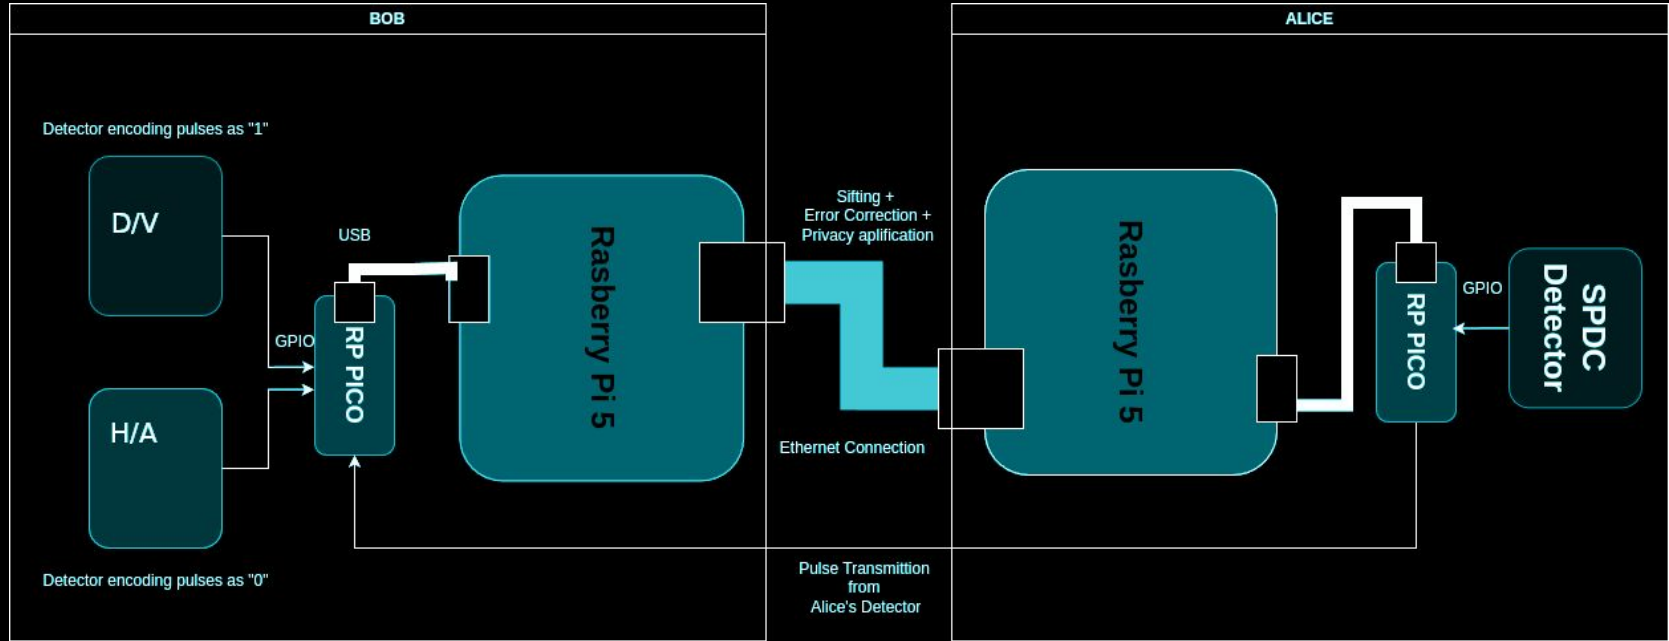 BOB
ALICE
Detector encoding pulses as "1"
D/V
USB
GPIO
RP PICO
Rasberry Pi 5
H/A
Detector encoding pulses as "0"
Sifting +
Error Correction +
Privacy aplification
Ethernet Connection
Pulse Transmittion
from
Alice's Detector
Rasberry Pi 5
RP PICO
GPIO
SPDC
Detector